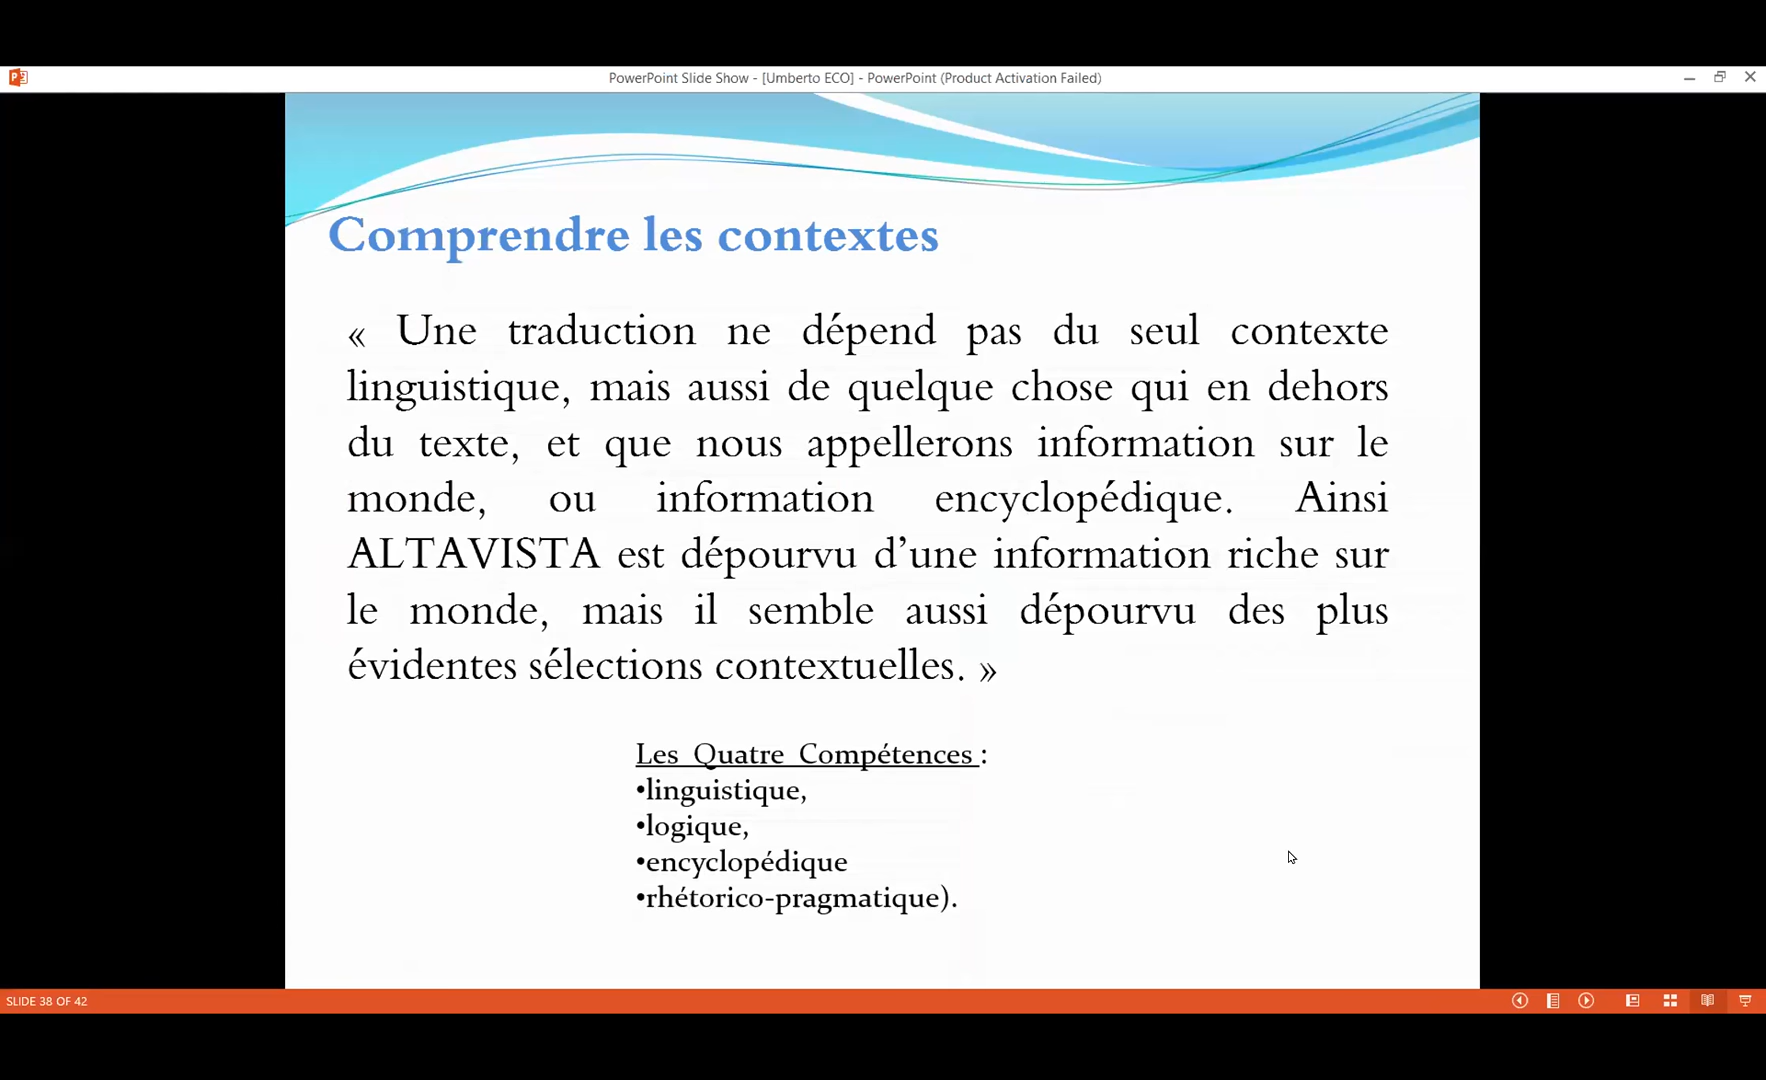 PowerPoint Slide Show - [Umberto ECO] - PowerPoint (Product Activation Failed)
Comprendre les contextes
« Une traduction ne dépend pas du seul contexte
linguistique, mais aussi de quelque chose qui en dehors
du texte, et que nous appellerons information sur le
monde, ou information encyclopédique. Ainsi
ALTAVISTA est dépourvu d’une information riche sur
le monde, mais il semble aussi dépourvu des plus
évidentes sélections contextuelles. »
Les Quatre Compétences :
•linguistique,
•logique,
•encyclopédique
•rhétorico-pragmatique).
SLIDE 38 OF 42